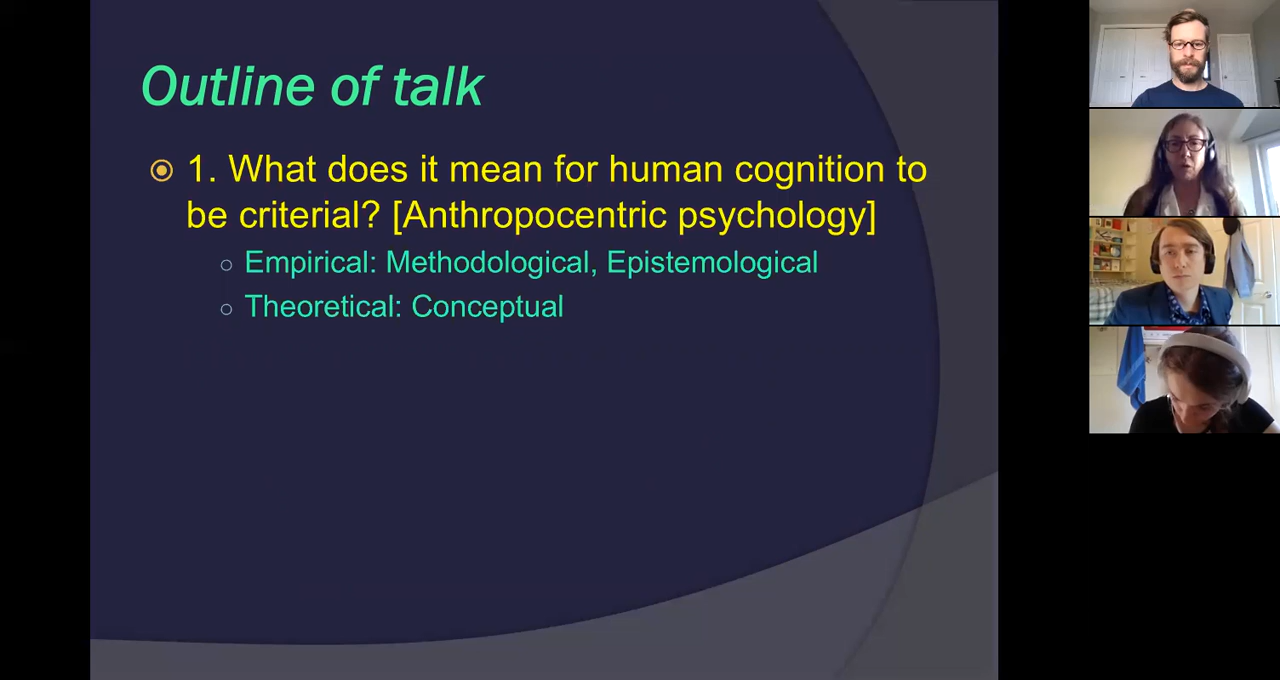 Outline of talk
1. What does it mean for human cognition to
be criterial? [Anthropocentric psychology]
Empirical: Methodological, Epistemological
Theoretical: Conceptual